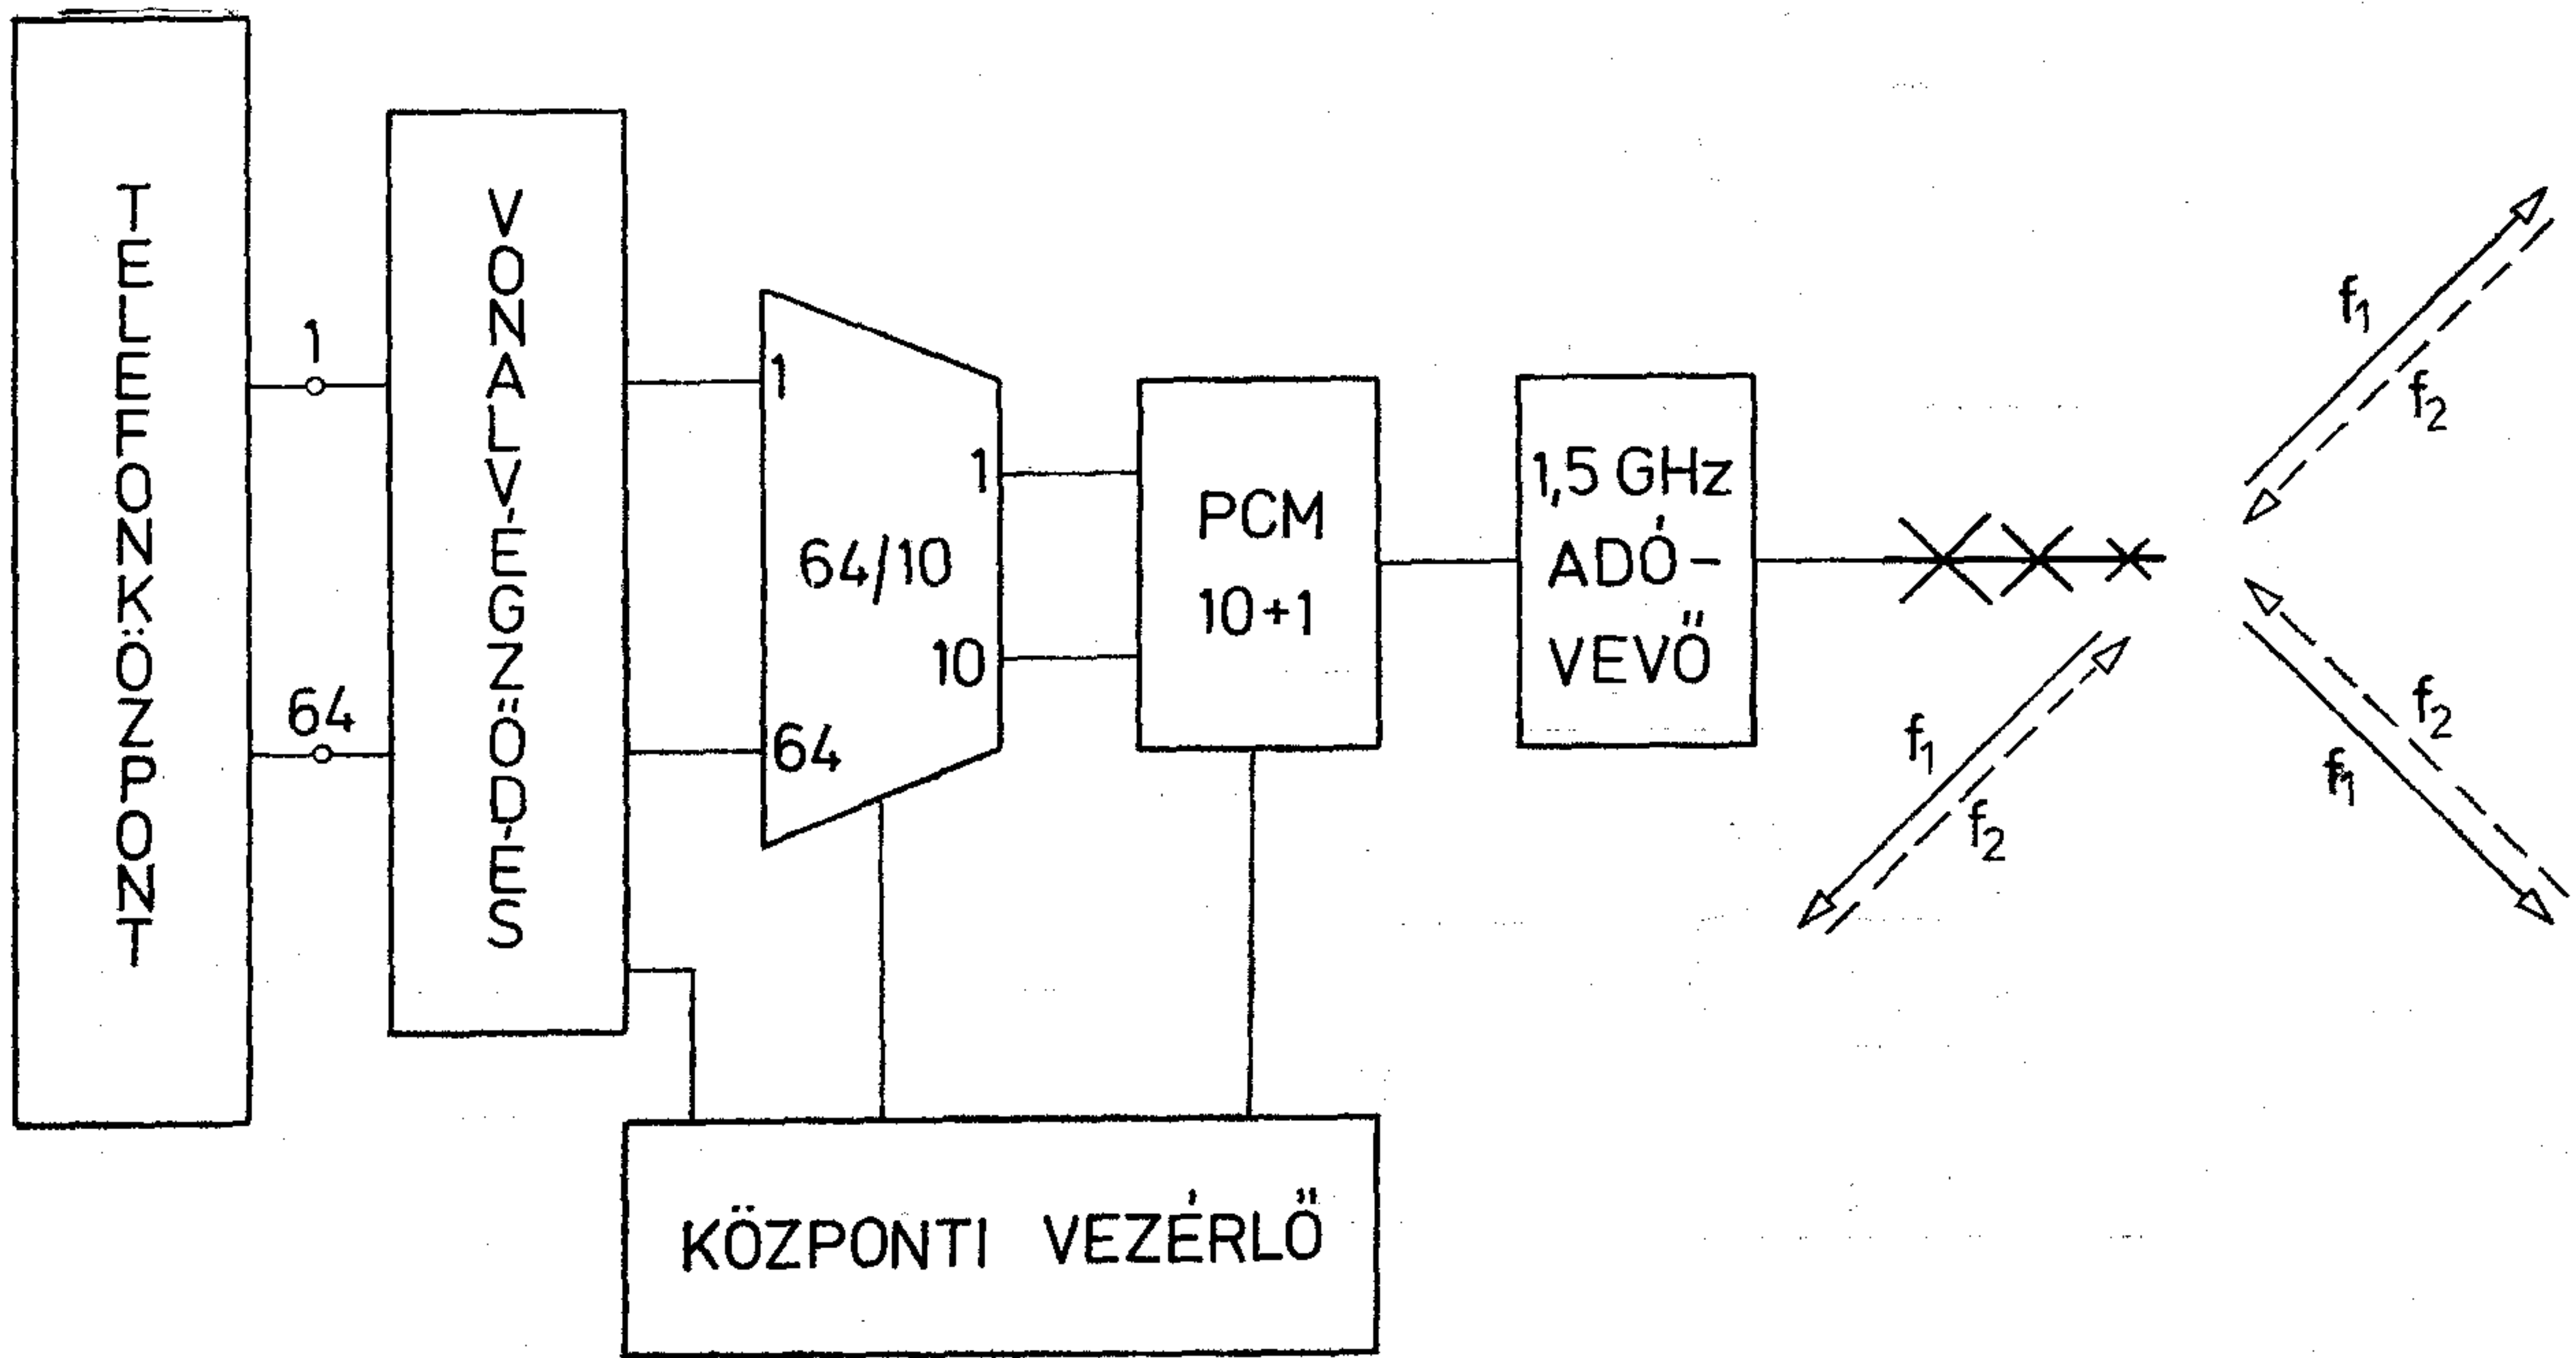 TELEFONKÖZPONT
1
64
VONALVÉGZŐDÉS
1
64
64/10
1
10
PCM
10+1
1,5 GHz
ADÓ-
VEVŐ
f₁
f₂
f₁
f₂
f₂
f₁
KÖZPONTI VEZÉRLŐ